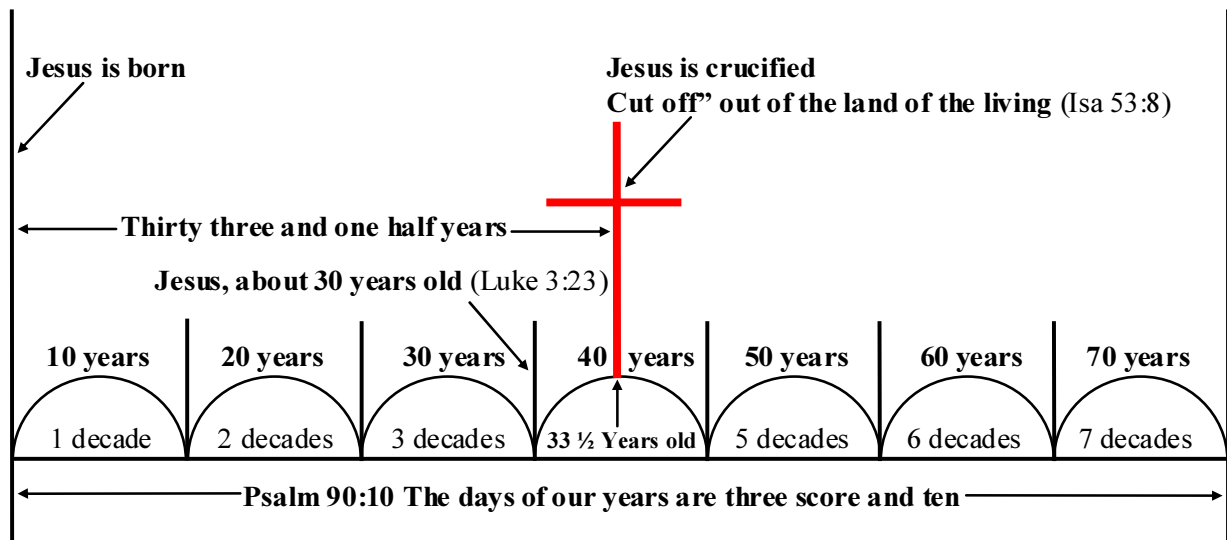 Jesus is born
Jesus is crucified
Cut off” out of the land of the living (Isa 53:8)
Thirty three and one half years
Jesus, about 30 years old (Luke 3:23)
10 years
20 years
30 years
40 years
50 years
60 years
70 years
1 decade
2 decades
3 decades
33 ½ Years old
5 decades
6 decades
7 decades
Psalm 90:10 The days of our years are three score and ten